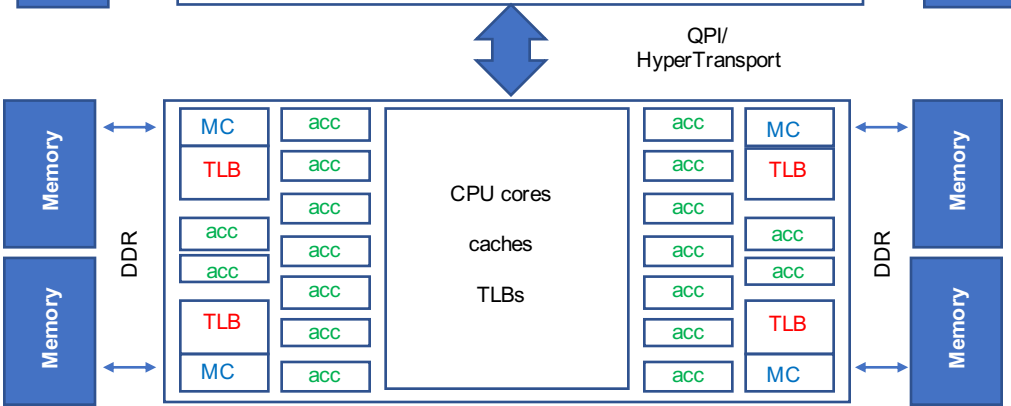 QPI/
HyperTransport
Memory
MC
acc
acc
MC
Memory
TLB
acc
acc
TLB
acc
CPU cores
acc
acc
acc
DDR
acc
caches
acc
DDR
acc
acc
Memory
acc
TLBs
acc
Memory
TLB
acc
acc
TLB
MC
acc
acc
MC